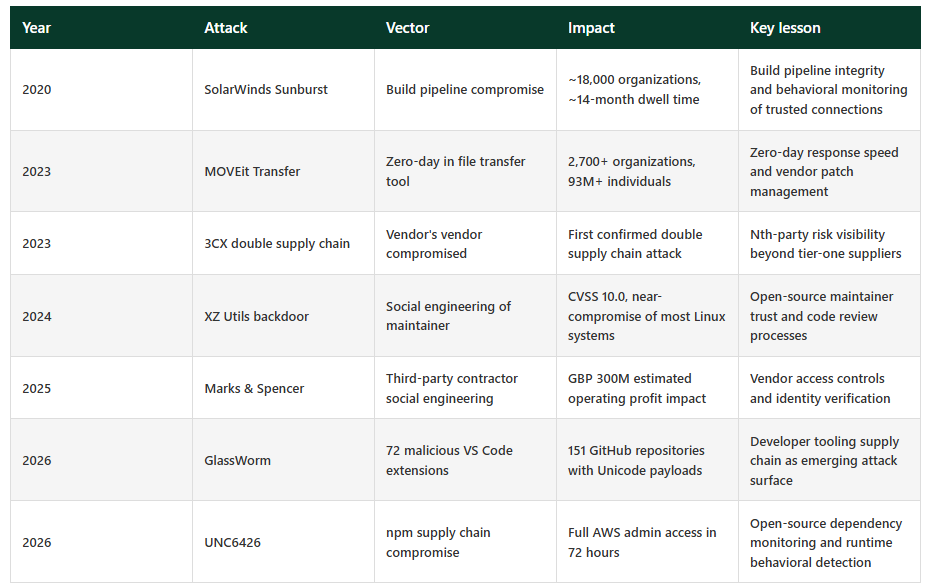 Year Attack Vector Impact Key lesson
2020 SolarWinds Sunburst Build pipeline compromise ~18,000 organizations,
~14-month dwell time Build pipeline integrity
and behavioral monitoring
of trusted connections
2023 MOVEit Transfer Zero-day in file transfer
tool 2,700+ organizations,
93M+ individuals Zero-day response speed
and vendor patch
management
2023 3CX double supply chain Vendor's vendor
compromised First confirmed double
supply chain attack Nth-party risk visibility
beyond tier-one suppliers
2024 XZ Utils backdoor Social engineering of
maintainer CVSS 10.0, near-
compromise of most Linux
systems Open-source maintainer
trust and code review
processes
2025 Marks & Spencer Third-party contractor
social engineering GBP 300M estimated
operating profit impact Vendor access controls
and identity verification
2026 GlassWorm 72 malicious VS Code
extensions 151 GitHub repositories
with Unicode payloads Developer tooling supply
chain as emerging attack
surface
2026 UNC6426 npm supply chain
compromise Full AWS admin access in
72 hours Open-source dependency
monitoring and runtime
behavioral detection